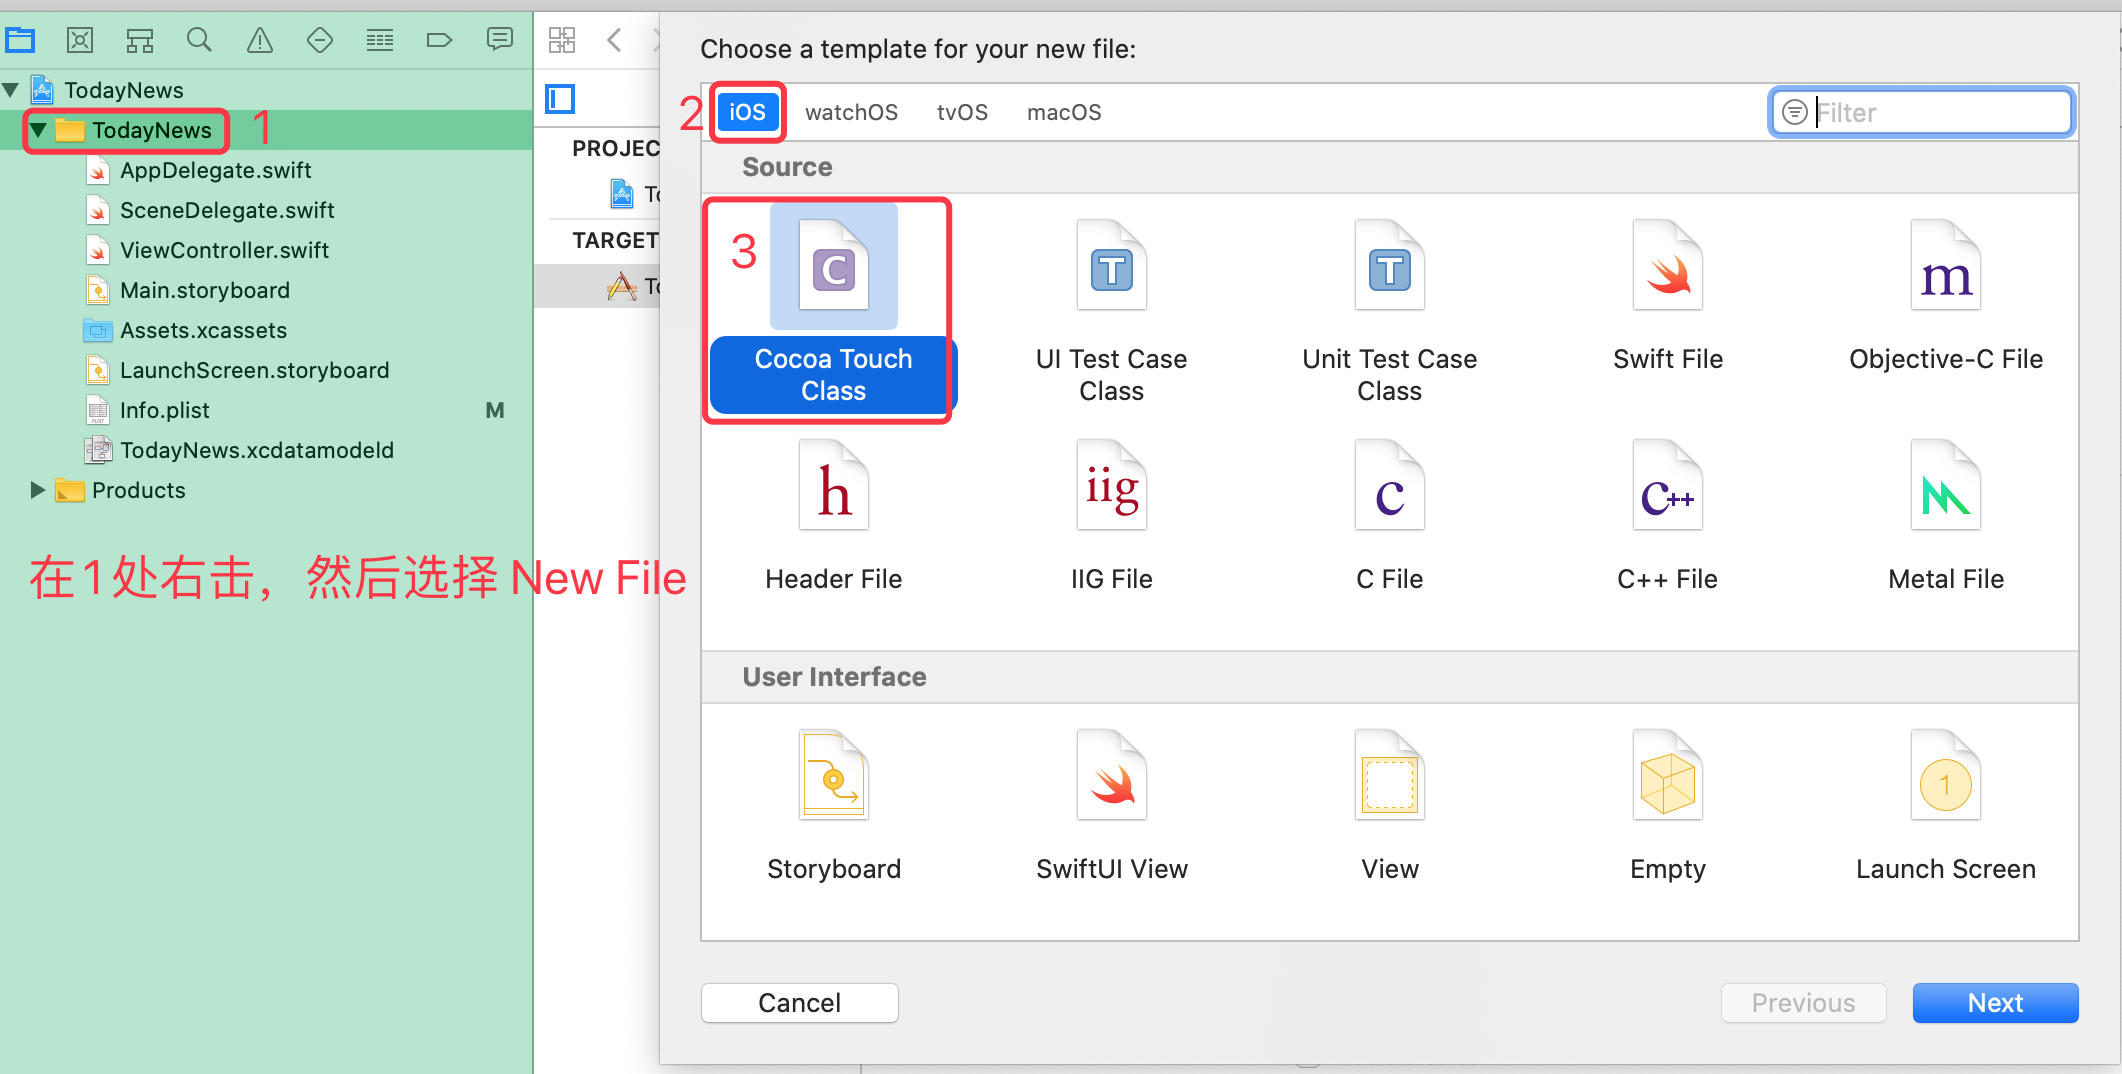 TodayNews
TodayNews 1
AppDelegate.swift
SceneDelegate.swift
ViewController.swift
Main.storyboard
Assets.xcassets
LaunchScreen.storyboard
Info.plist M
TodayNews.xcdatamodeld
Products
在1处右击，然后选择 New File
PROJEC
To
TARGET
To
Choose a template for your new file:
2 iOS watchOS tvOS macOS
Filter
Source
3
C T T m
Cocoa Touch
Class
UI Test Case
Class
Unit Test Case
Class
Swift File
Objective-C File
h iig c C++
Header File
IIG File
C File
C++ File
Metal File
User Interface
1
Storyboard
SwiftUI View
View
Empty
Launch Screen
Cancel Previous Next